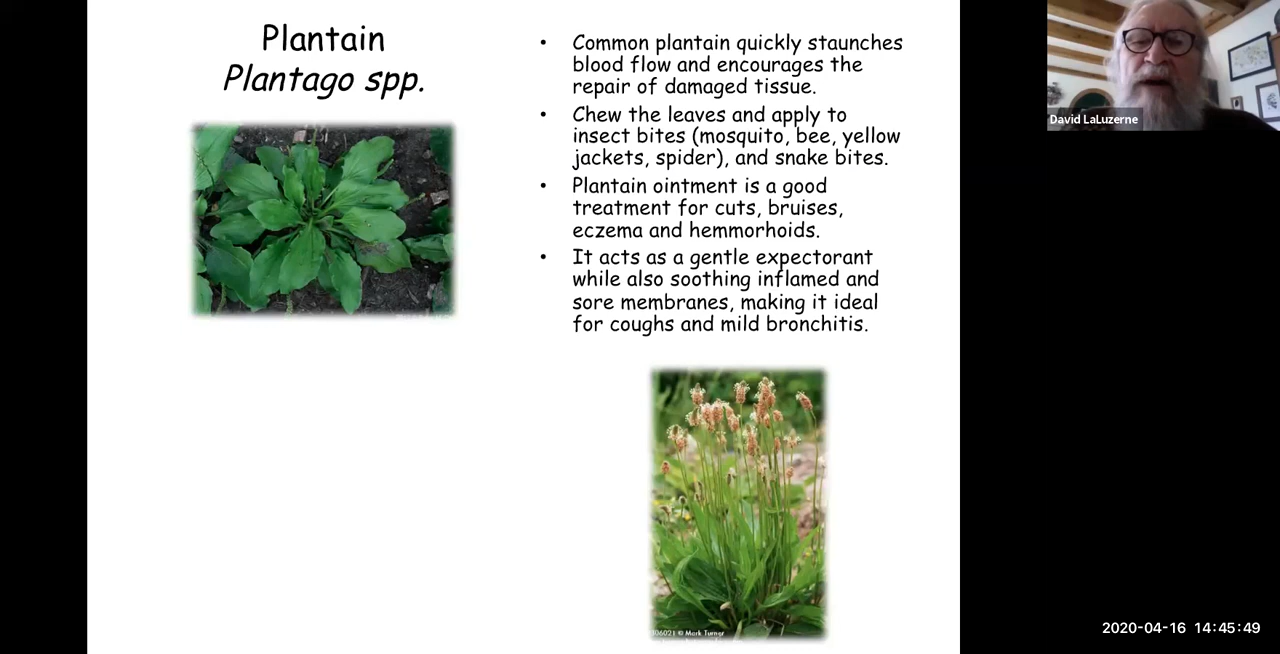 Plantain
Plantago spp.
• Common plantain quickly staunches
blood flow and encourages the
repair of damaged tissue.
• Chew the leaves and apply to
insect bites (mosquito, bee, yellow
jackets, spider), and snake bites.
• Plantain ointment is a good
treatment for cuts, bruises,
eczema and hemmorhoids.
• It acts as a gentle expectorant
while also soothing inflamed and
sore membranes, making it ideal
for coughs and mild bronchitis.
© Mark Turner
David LaLuzerne
2020-04-16 14:45:49